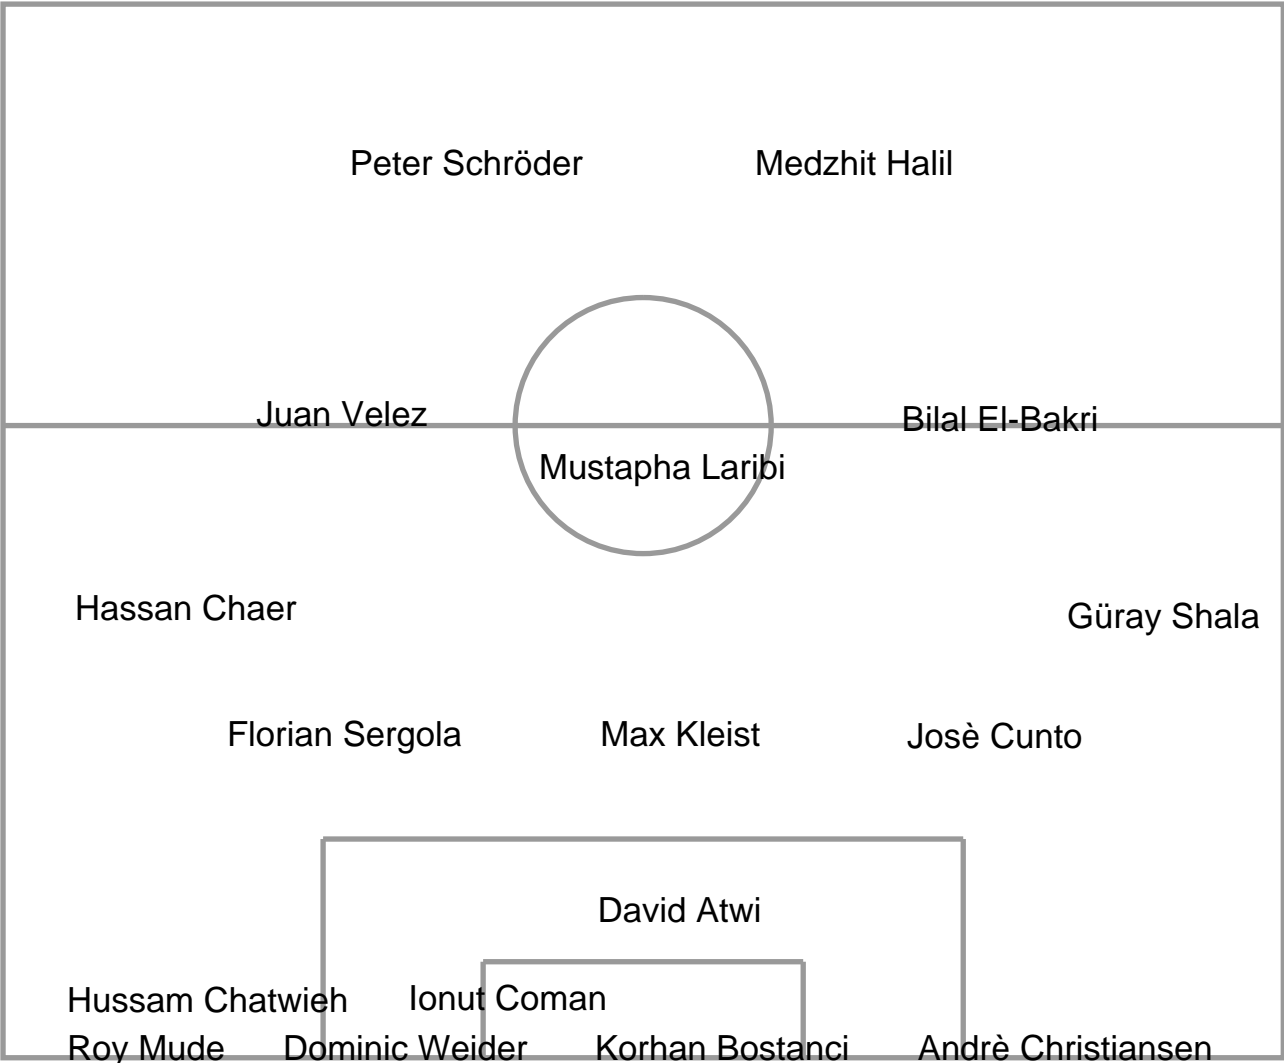 Peter Schröder Medzhit Halil
Juan Velez Bilal El-Bakri
Mustapha Laribi
Hassan Chaer Güray Shala
Florian Sergola Max Kleist Josè Cunto
David Atwi
Hussam Chatwieh Ionut Coman
Roy Mude Dominic Weider Korhan Bostanci Andrè Christiansen